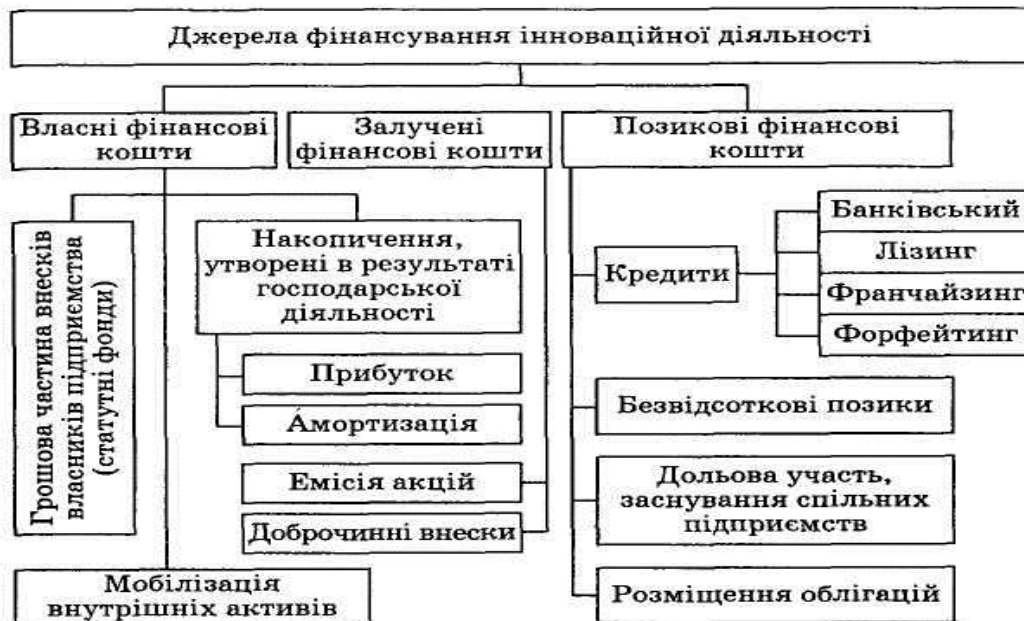 Джерела фінансування інноваційної діяльності
Власні фінансові
кошти
Залучені
фінансові кошти
Позикові фінансові
кошти
Грошова частина внесків
власників підприємства
(статутні фонди)
Накопичення,
утворені в результаті
господарської
діяльності
Прибуток
Амортизація
Емісія акцій
Доброчинні внески
Мобілізація
внутрішніх активів
Кредити
Банківський
Лізинг
Франчайзинг
Форфейтинг
Безвідсоткові позики
Дольова участь,
заснування спільних
підприємств
Розміщення облігацій